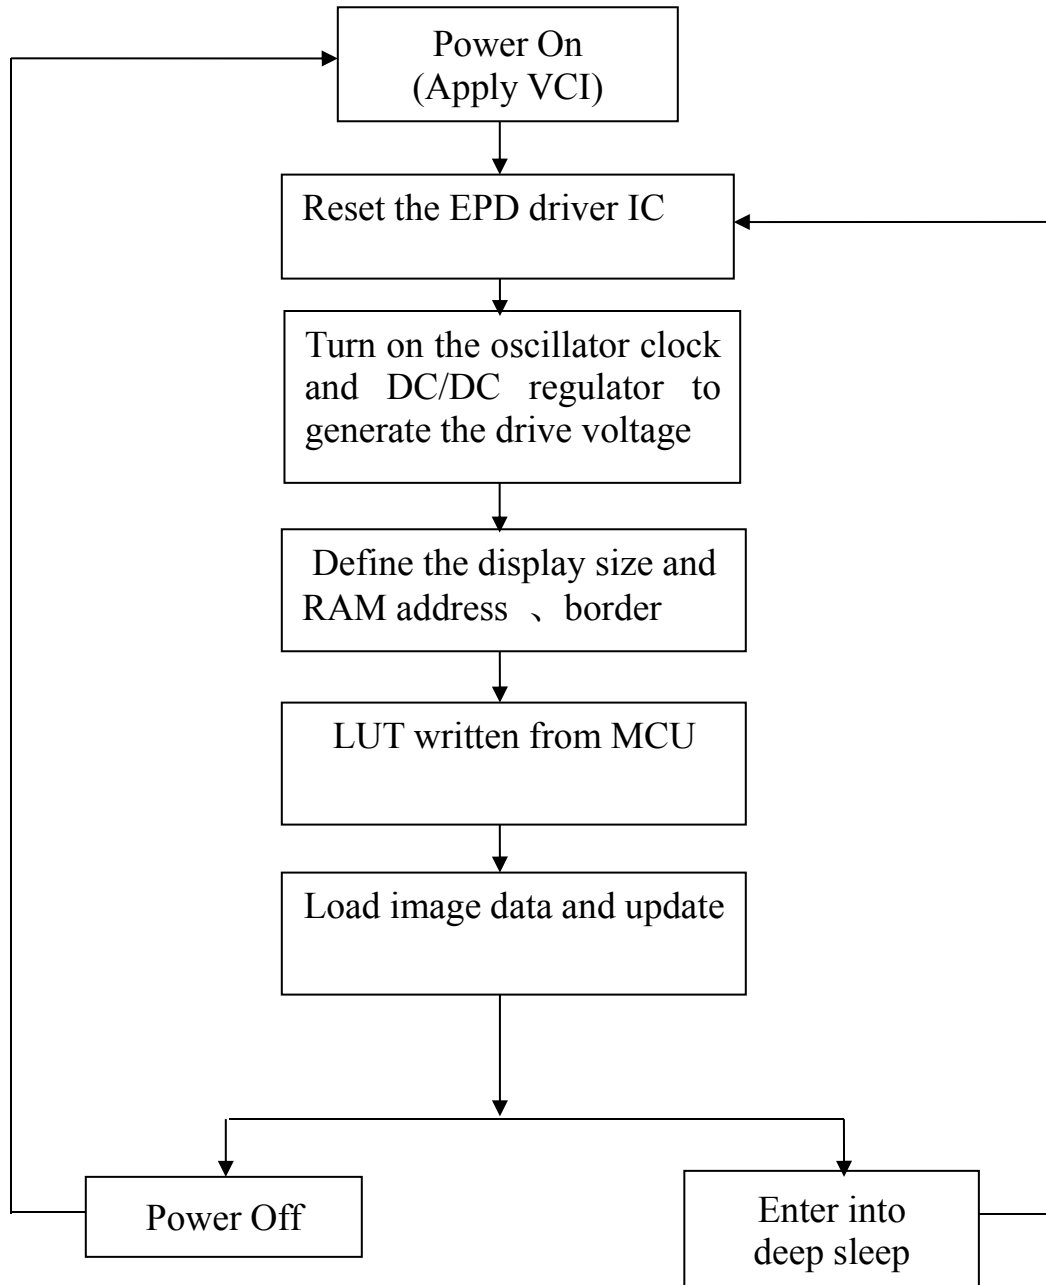 Power On
(Apply VCI)
Reset the EPD driver IC
Turn on the oscillator clock
and DC/DC regulator to
generate the drive voltage
Define the display size and
RAM address 、border
LUT written from MCU
Load image data and update
Power Off
Enter into
deep sleep